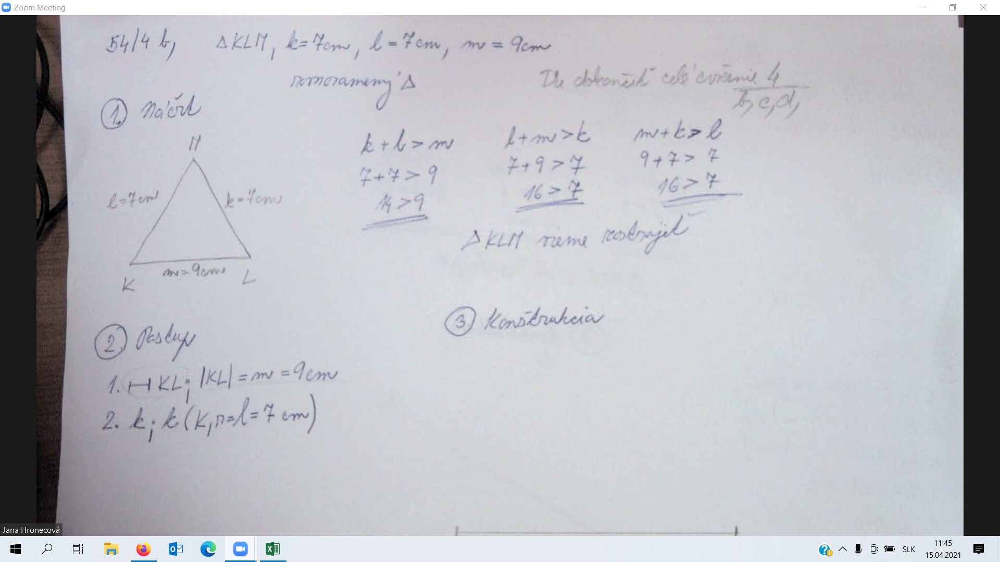 Zoom Meeting
54/4 b, △KLM, k=7cm, l=7cm, m=9cm
rovnoramenný △
Dú dokončiť celé cvičenie 4
b, c, d,
1. Náčrt
M
l=7cm
k=7cm
m=9cm
K
L
k+l>m
7+7>9
14>9
l+m>k
7+9>7
16>7
m+k>l
9+7>7
16>7
△KLM vieme zostrojiť
2. Postup
1. KL; |KL|=m=9cm
2. k; k(K, r=l=7cm)
3 Konštrukcia
Jana Hronecová
SLK
11:45
15.04.2021